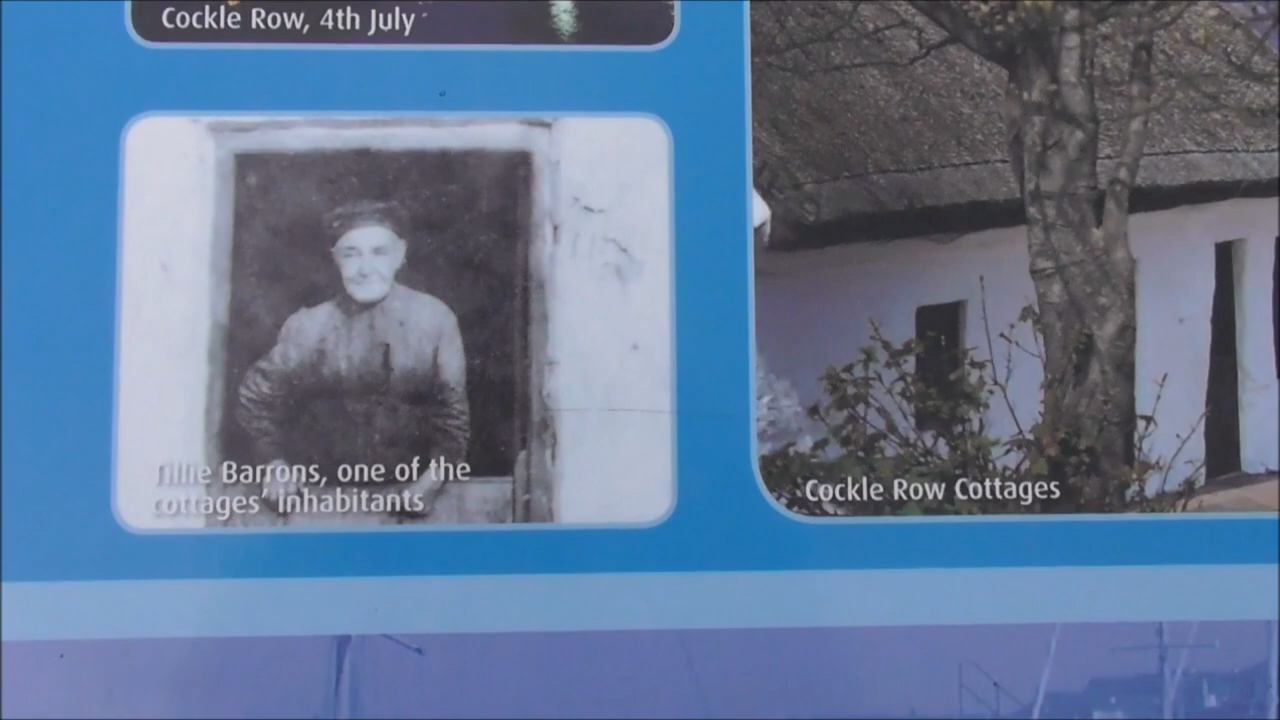 Cockle Row, 4th July
Tillie Barrons, one of the
cottages' inhabitants
Cockle Row Cottages